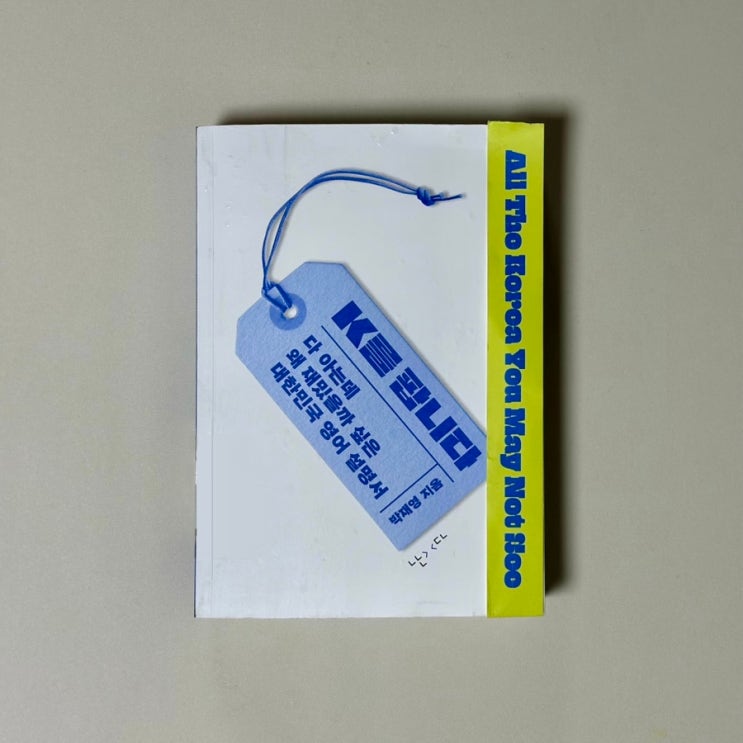 K를 팝니다
다 아는데
왜 재밌을까 싶은
대한민국 영어 설명서
박재영 지음
All The Korea You May Not See